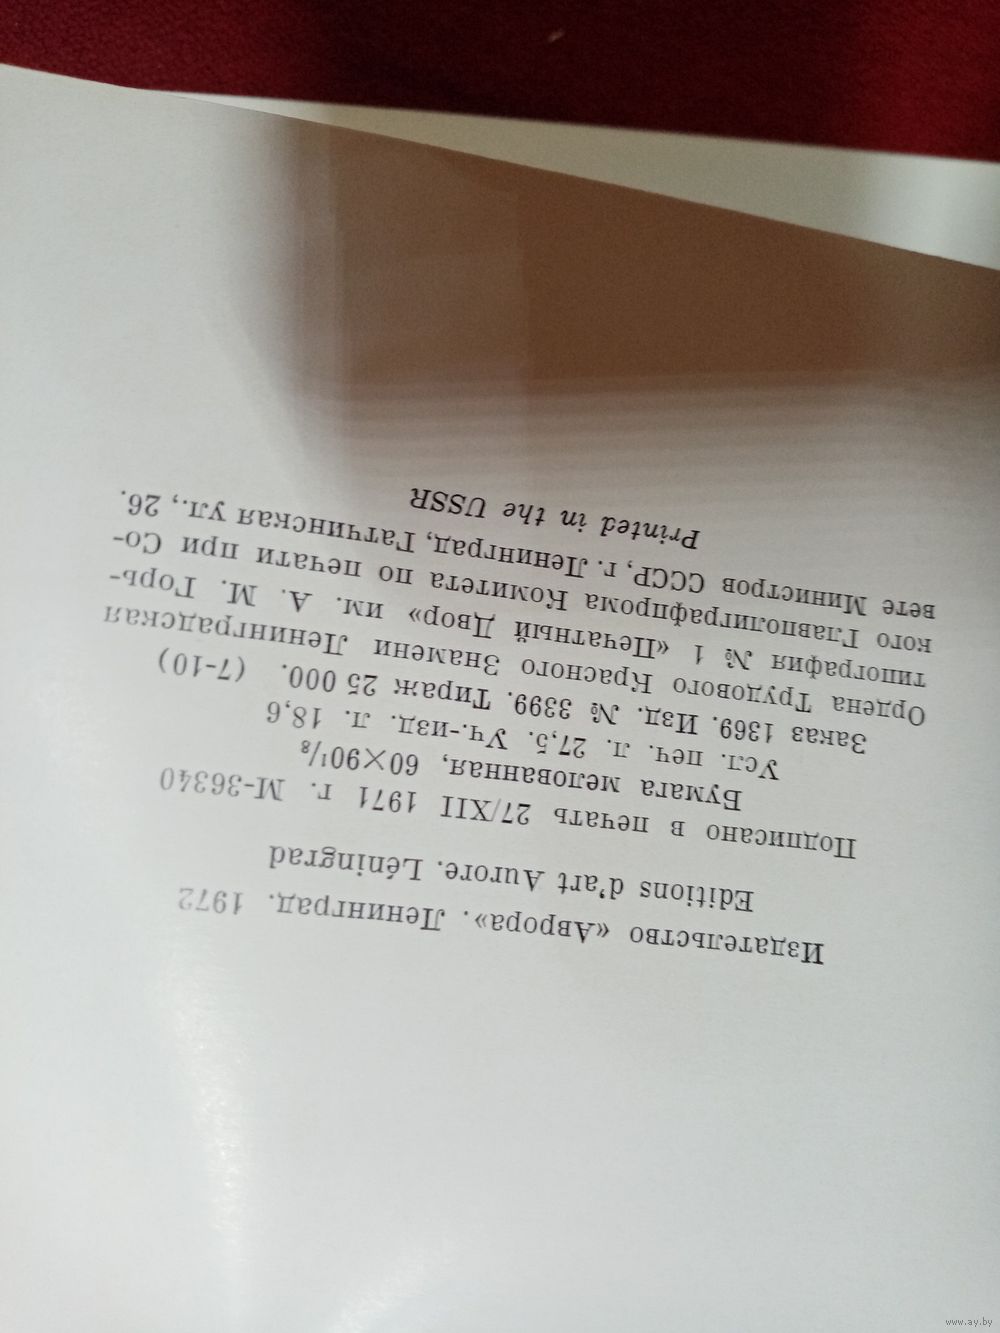 Издательство «Аврора». Ленинград. 1972
Editions d'art Aurore. Léningrad
Подписано в печать 27/XII 1971 г. М-36340
Бумага мелованная, 60×90⅛
Усл. печ. л. 27,5. Уч.-изд. л. 18,6
Заказ 1369. Изд. № 3399. Тираж 25 000. (7-10)
Ордена Трудового Красного Знамени Ленинградская
типография № 1 «Печатный Двор» им. А. М. Горь-
кого Главполиграфпрома Комитета по печати при Со-
вете Министров СССР, г. Ленинград, Гатчинская ул., 26.
Printed in the USSR
www.ay.by